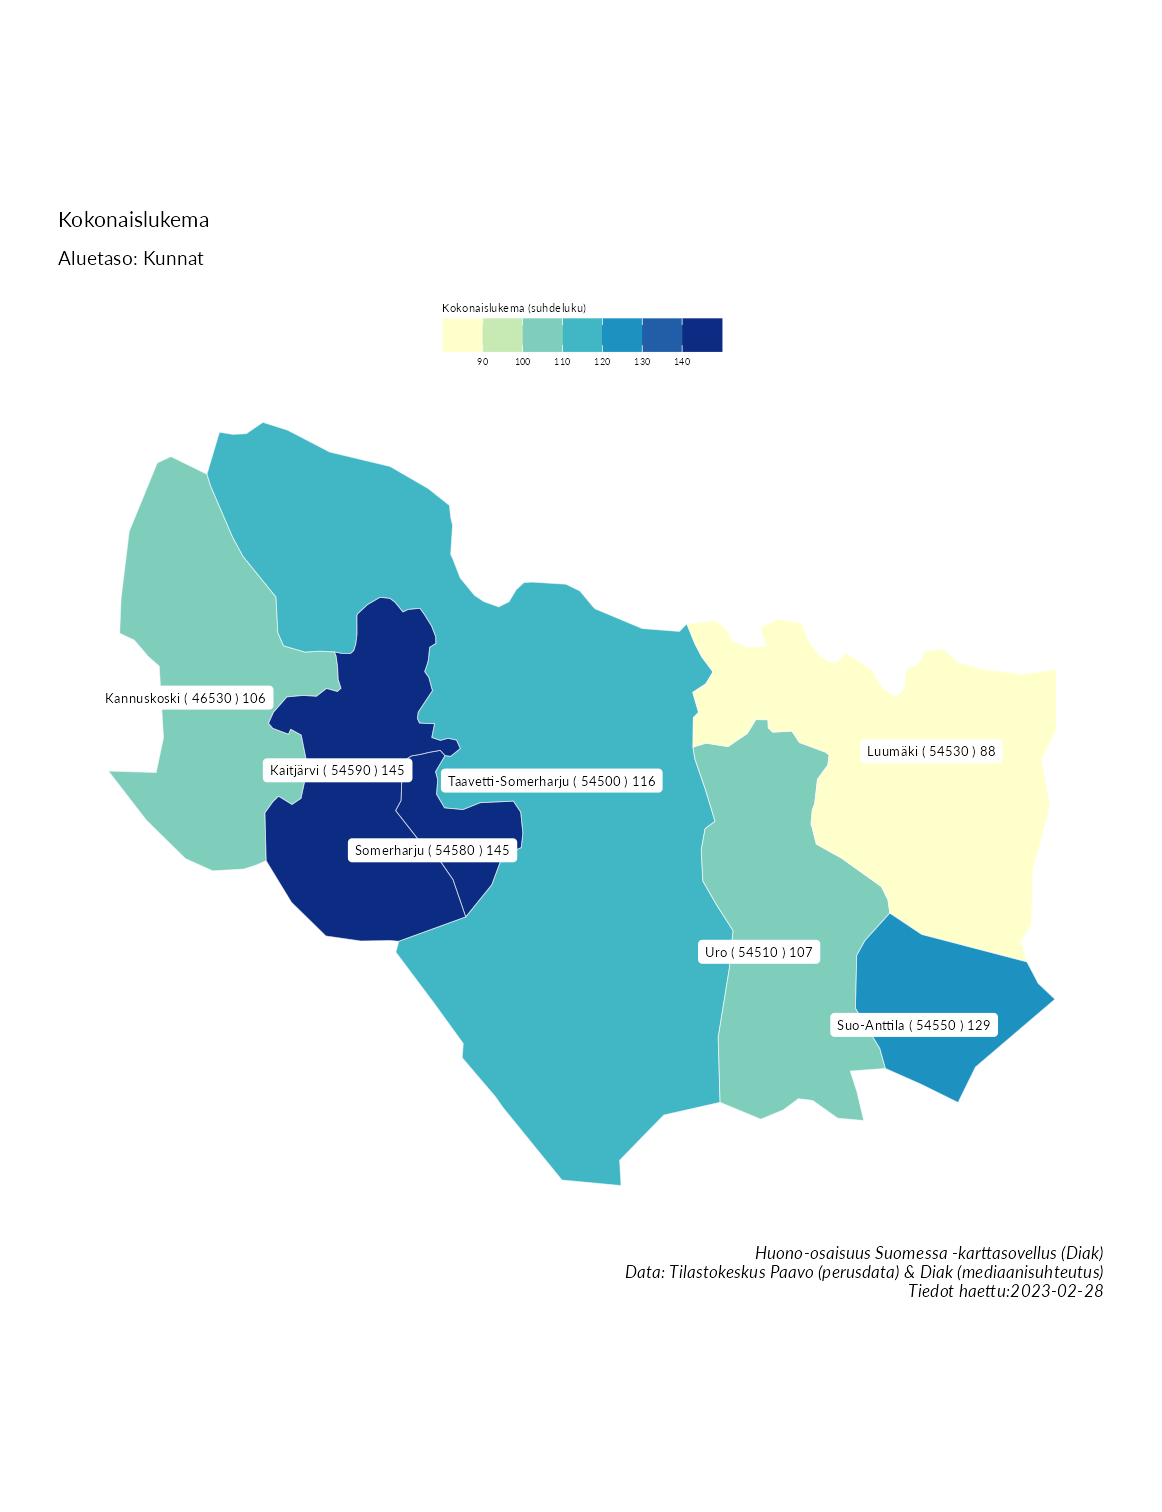 Kokonaislukema
Aluetaso: Kunnat
Kokonaislukema (suhdeluku)
90 100 110 120 130 140
Kannuskoski ( 46530 ) 106
Luumäki ( 54530 ) 88
Kaitjärvi ( 54590 ) 145
Taavetti-Somerharju ( 54500 ) 116
Somerharju ( 54580 ) 145
Uro ( 54510 ) 107
Suo-Anttila ( 54550 ) 129
Huono-osaisuus Suomessa -karttasovellus (Diak)
Data: Tilastokeskus Paavo (perusdata) & Diak (mediaanisuhteutus)
Tiedot haettu:2023-02-28